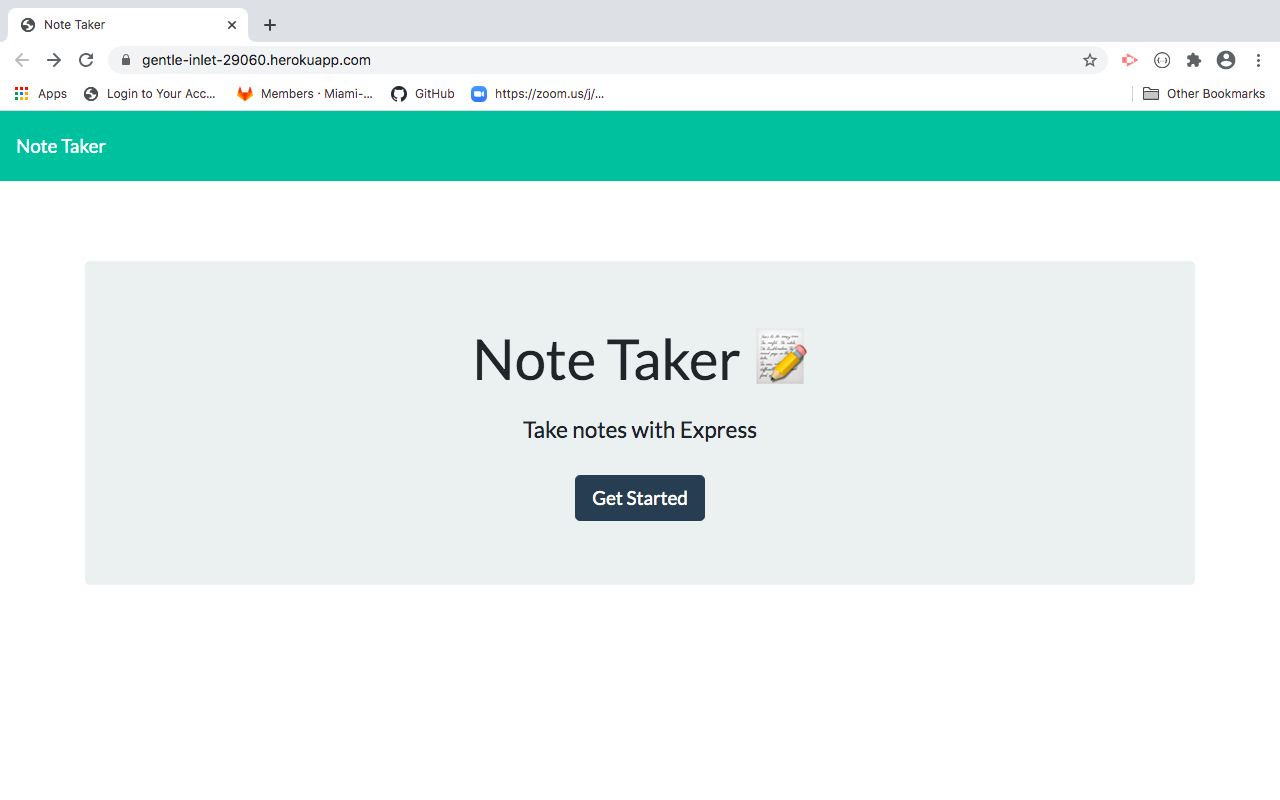 Note Taker
gentle-inlet-29060.herokuapp.com
Apps Login to Your Acc... Members · Miami-... GitHub https://zoom.us/j/... Other Bookmarks
Note Taker
Note Taker
Take notes with Express
Get Started